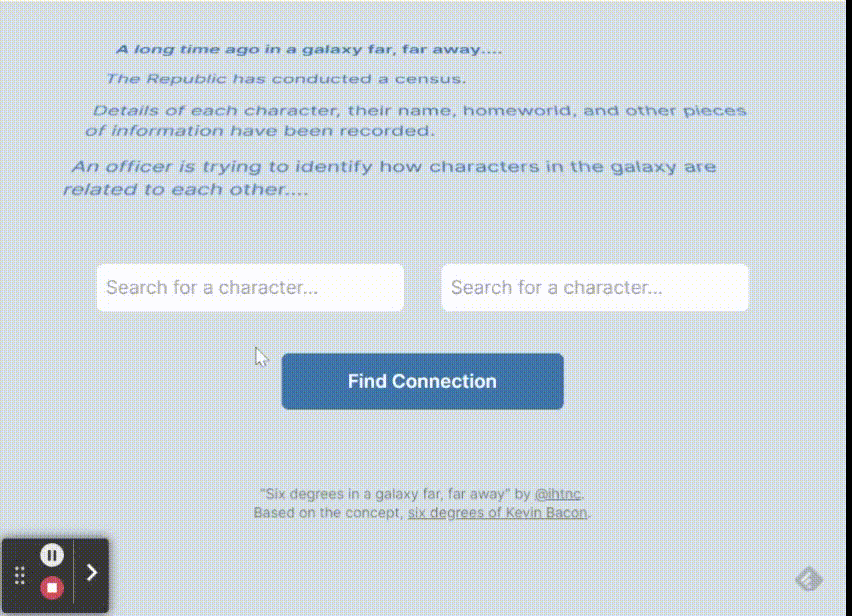 A long time ago in a galaxy far, far away....
The Republic has conducted a census.
Details of each character, their name, homeworld, and other pieces
of information have been recorded.
An officer is trying to identify how characters in the galaxy are
related to each other....
Search for a character...
Search for a character...
Find Connection
"Six degrees in a galaxy far, far away" by @ihtnc.
Based on the concept, six degrees of Kevin Bacon.